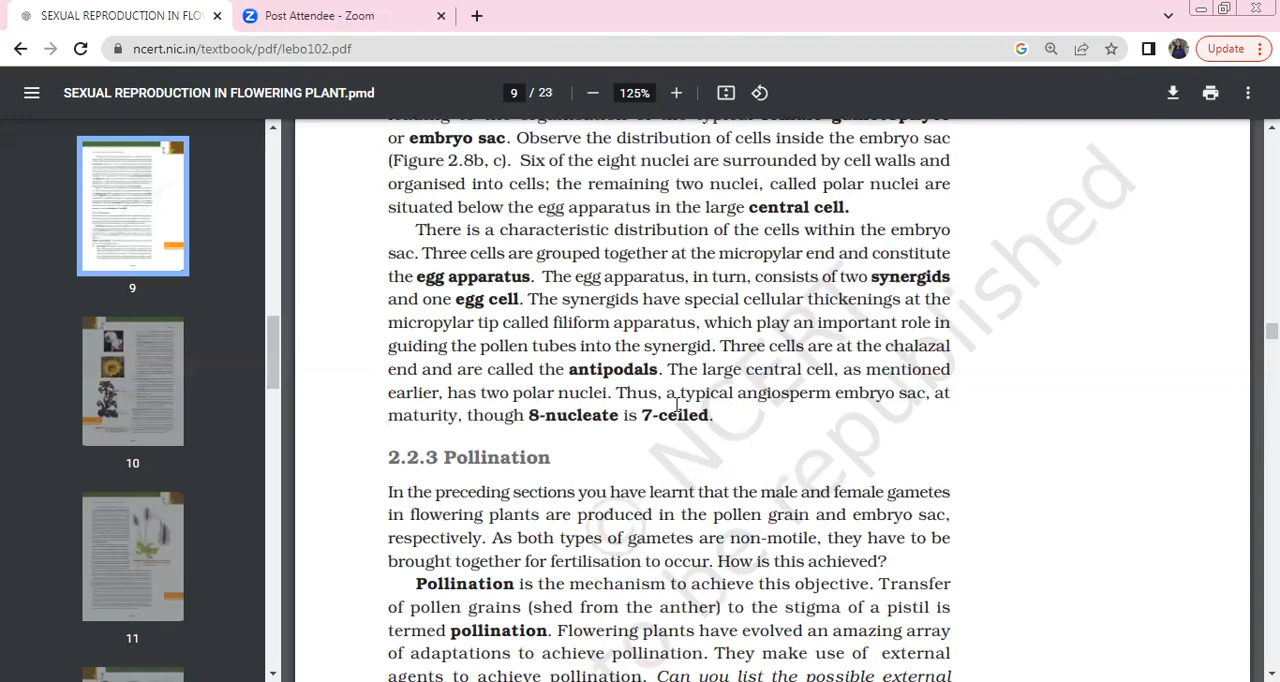 SEXUAL REPRODUCTION IN FLO
Post Attendee - Zoom
ncert.nic.in/textbook/pdf/lebo102.pdf
Update
SEXUAL REPRODUCTION IN FLOWERING PLANT.pmd
9 / 23
125%
or embryo sac. Observe the distribution of cells inside the embryo sac
(Figure 2.8b, c). Six of the eight nuclei are surrounded by cell walls and
organised into cells; the remaining two nuclei, called polar nuclei are
situated below the egg apparatus in the large central cell.
There is a characteristic distribution of the cells within the embryo
sac. Three cells are grouped together at the micropylar end and constitute
the egg apparatus. The egg apparatus, in turn, consists of two synergids
and one egg cell. The synergids have special cellular thickenings at the
micropylar tip called filiform apparatus, which play an important role in
guiding the pollen tubes into the synergid. Three cells are at the chalazal
end and are called the antipodals. The large central cell, as mentioned
earlier, has two polar nuclei. Thus, a typical angiosperm embryo sac, at
maturity, though 8-nucleate is 7-celled.
2.2.3 Pollination
In the preceding sections you have learnt that the male and female gametes
in flowering plants are produced in the pollen grain and embryo sac,
respectively. As both types of gametes are non-motile, they have to be
brought together for fertilisation to occur. How is this achieved?
Pollination is the mechanism to achieve this objective. Transfer
of pollen grains (shed from the anther) to the stigma of a pistil is
termed pollination. Flowering plants have evolved an amazing array
of adaptations to achieve pollination. They make use of external
agents to achieve pollination. Can you list the possible external
© NCERT
to be republished
9
10
11